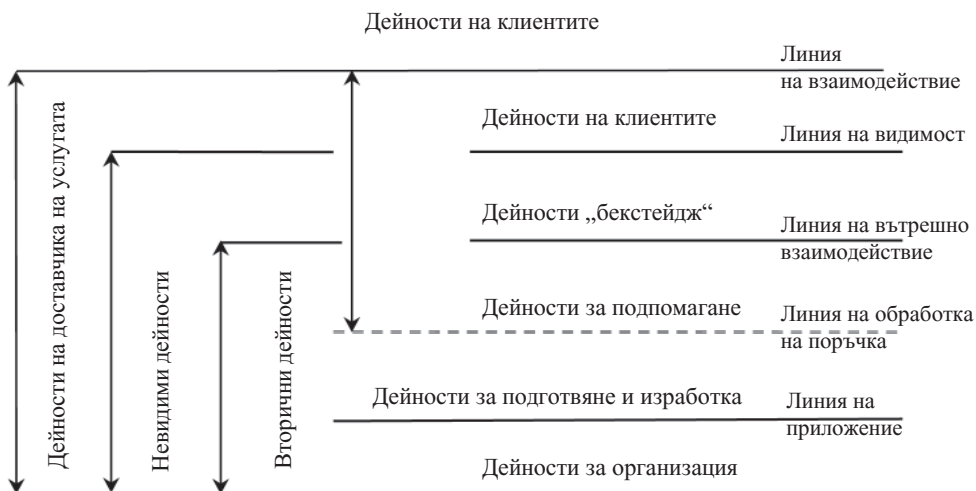 Дейности на клиентите
Линия
на взаимодействие
Дейности на клиентите
Линия на видимост
Дейности „бекстейдж“
Линия на вътрешно
взаимодействие
Дейности за подпомагане
Линия на обработка
на поръчка
Дейности за подготвяне и изработка
Линия на
приложение
Дейности за организация
Дейности на доставчика на услугата
Невидими дейности
Вторични дейности